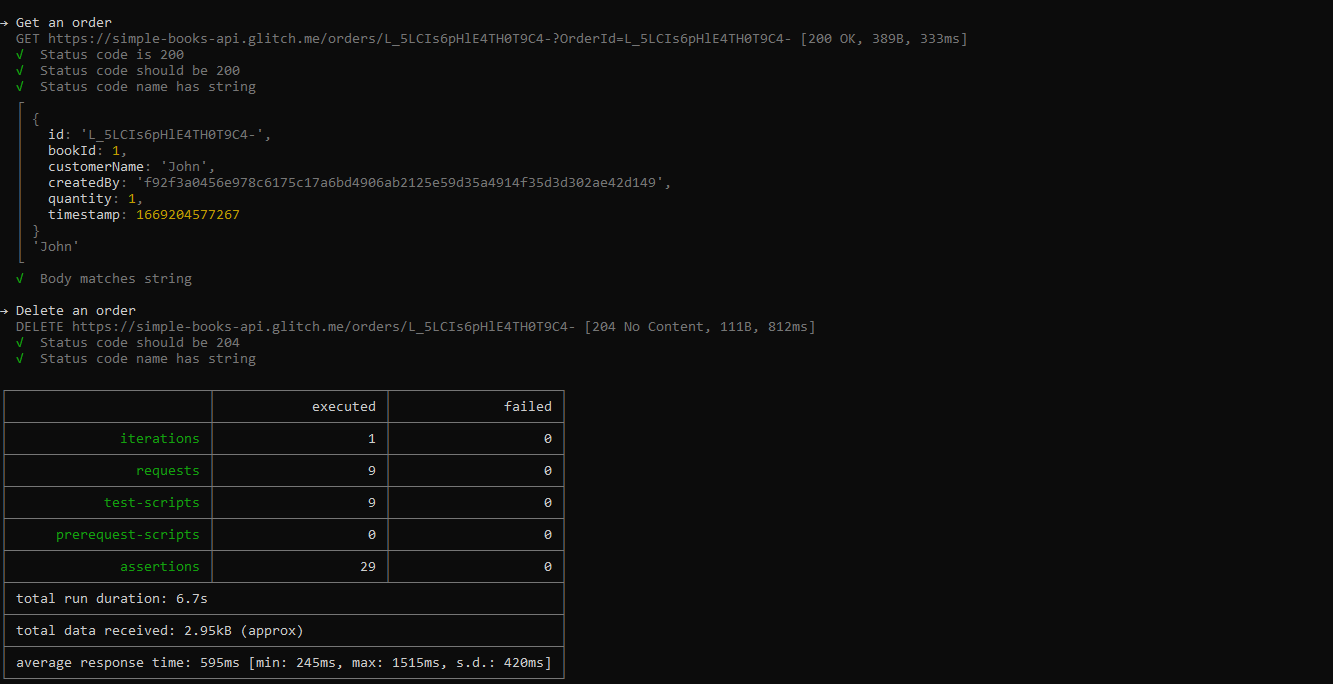 → Get an order
GET https://simple-books-api.glitch.me/orders/L_5LCIs6pHlE4TH0T9C4-?OrderId=L_5LCIs6pHlE4TH0T9C4- [200 OK, 389B, 333ms]
√ Status code is 200
√ Status code should be 200
√ Status code name has string
{
id: 'L_5LCIs6pHlE4TH0T9C4-',
bookId: 1,
customerName: 'John',
createdBy: 'f92f3a0456e978c6175c17a6bd4906ab2125e59d35a4914f35d3d302ae42d149',
quantity: 1,
timestamp: 1669204577267
}
'John'
√ Body matches string
→ Delete an order
DELETE https://simple-books-api.glitch.me/orders/L_5LCIs6pHlE4TH0T9C4- [204 No Content, 111B, 812ms]
√ Status code should be 204
√ Status code name has string
executed failed
iterations 1 0
requests 9 0
test-scripts 9 0
prerequest-scripts 0 0
assertions 29 0
total run duration: 6.7s
total data received: 2.95kB (approx)
average response time: 595ms [min: 245ms, max: 1515ms, s.d.: 420ms]